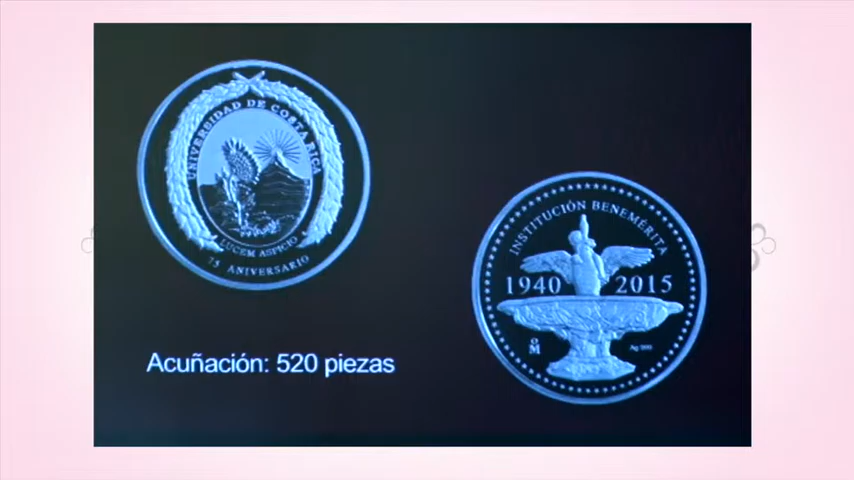 UNIVERSIDAD DE COSTA RICA
LUCEM ASPICIO
75 ANIVERSARIO
INSTITUCIÓN BENEMÉRITA
1940 2015
Acuñación: 520 piezas